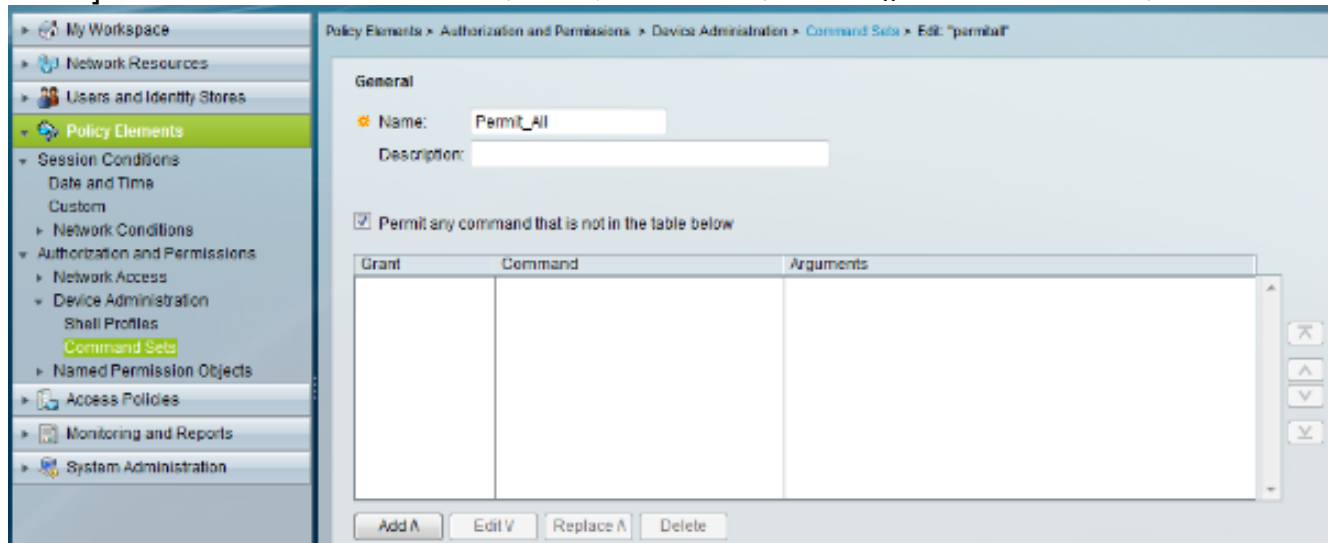 My Workspace
Network Resources
Users and Identity Stores
Policy Elements
Session Conditions
Date and Time
Custom
Network Conditions
Authorization and Permissions
Network Access
Device Administration
Shell Profiles
Command Sets
Named Permission Objects
Access Policies
Monitoring and Reports
System Administration
Policy Elements > Authorization and Permissions > Device Administration > Command Sets > Edit: "permitall"
General
Name: Permit_All
Description:
Permit any command that is not in the table below
Grant Command Arguments
Add Λ Edit V Replace Λ Delete